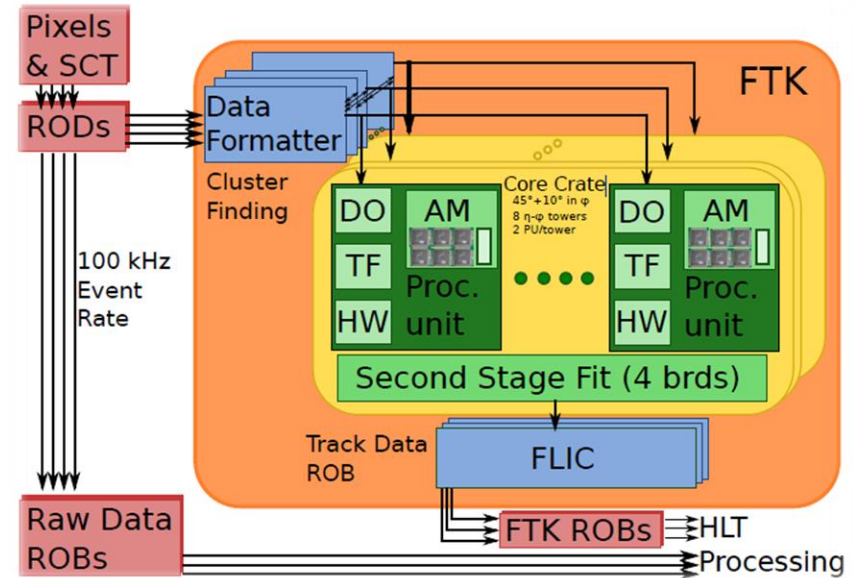 Pixels
& SCT
RODs
100 kHz
Event
Rate
Raw Data
ROBs
FTK
Data
Formatter
Cluster
Finding
Core Crate
45°+10° in φ
8 η-φ towers
2 PU/tower
DO
TF
HW
AM
Proc.
unit
DO
TF
HW
AM
Proc.
unit
Second Stage Fit (4 brds)
Track Data
ROB
FLIC
FTK ROBs
HLT
Processing